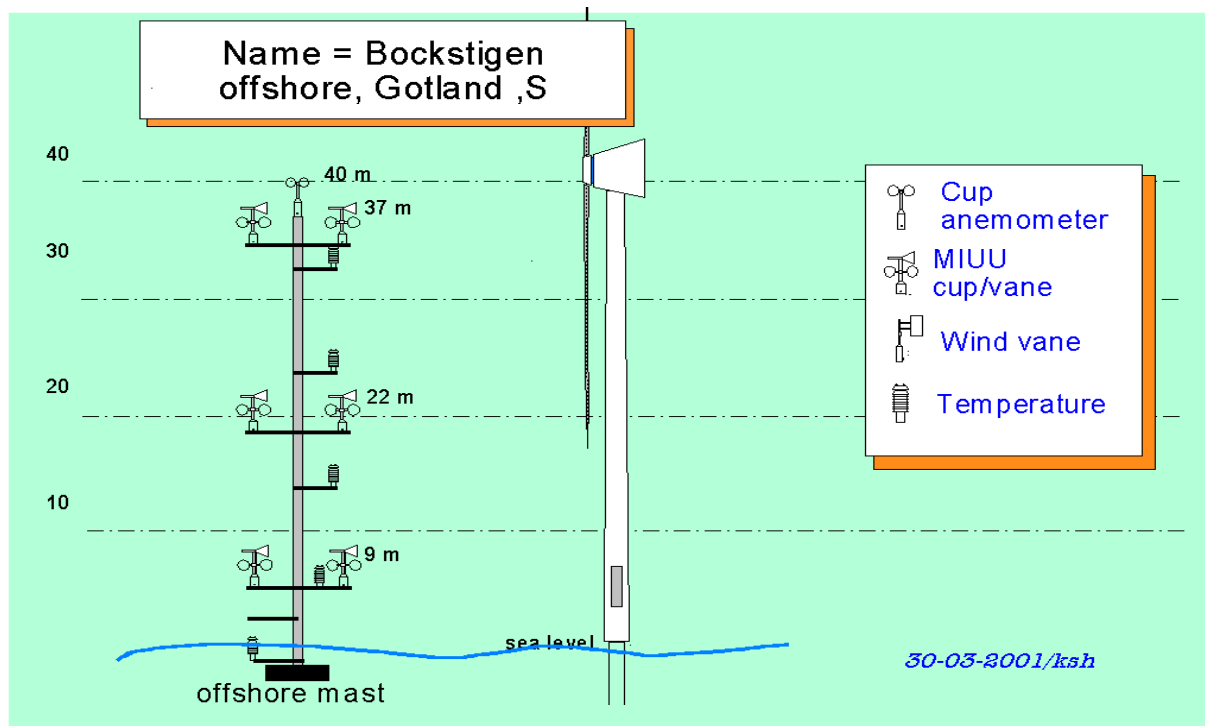 Name = Bockstigen
offshore, Gotland ,S
40
40 m
37 m
30
20
22 m
10
9 m
sea level
offshore mast
Cup
anemometer
MIUU
cup/vane
Wind vane
Temperature
30-03-2001/ksh